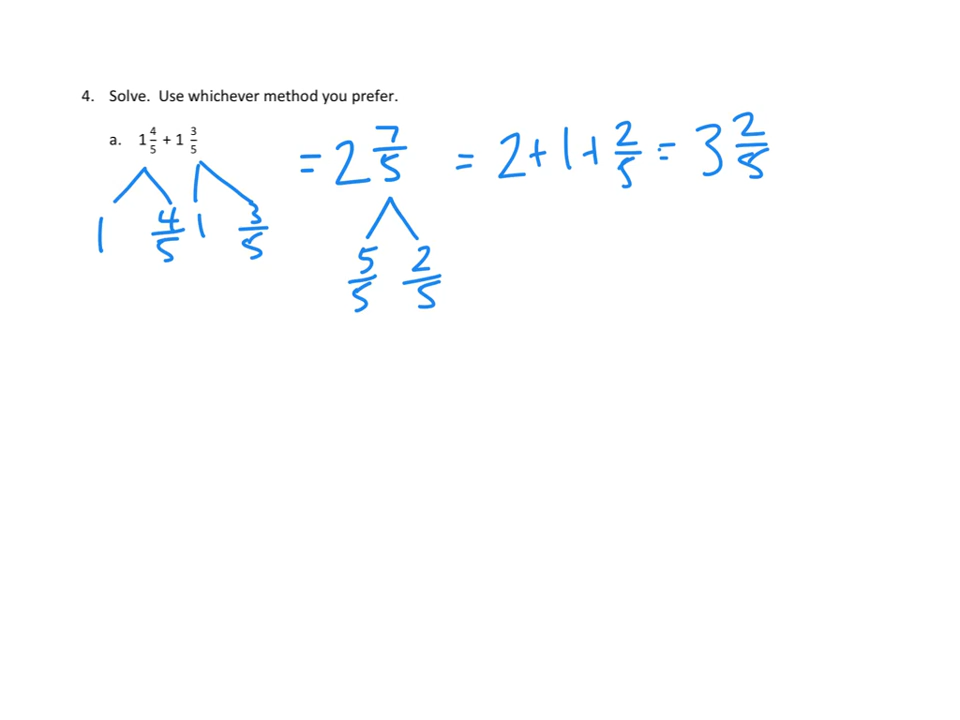 4. Solve. Use whichever method you prefer.
a. 1 4/5 + 1 3/5 = 2 7/5 = 2 + 1 + 2/5 = 3 2/5
1 4/5 1 3/5 5/5 2/5